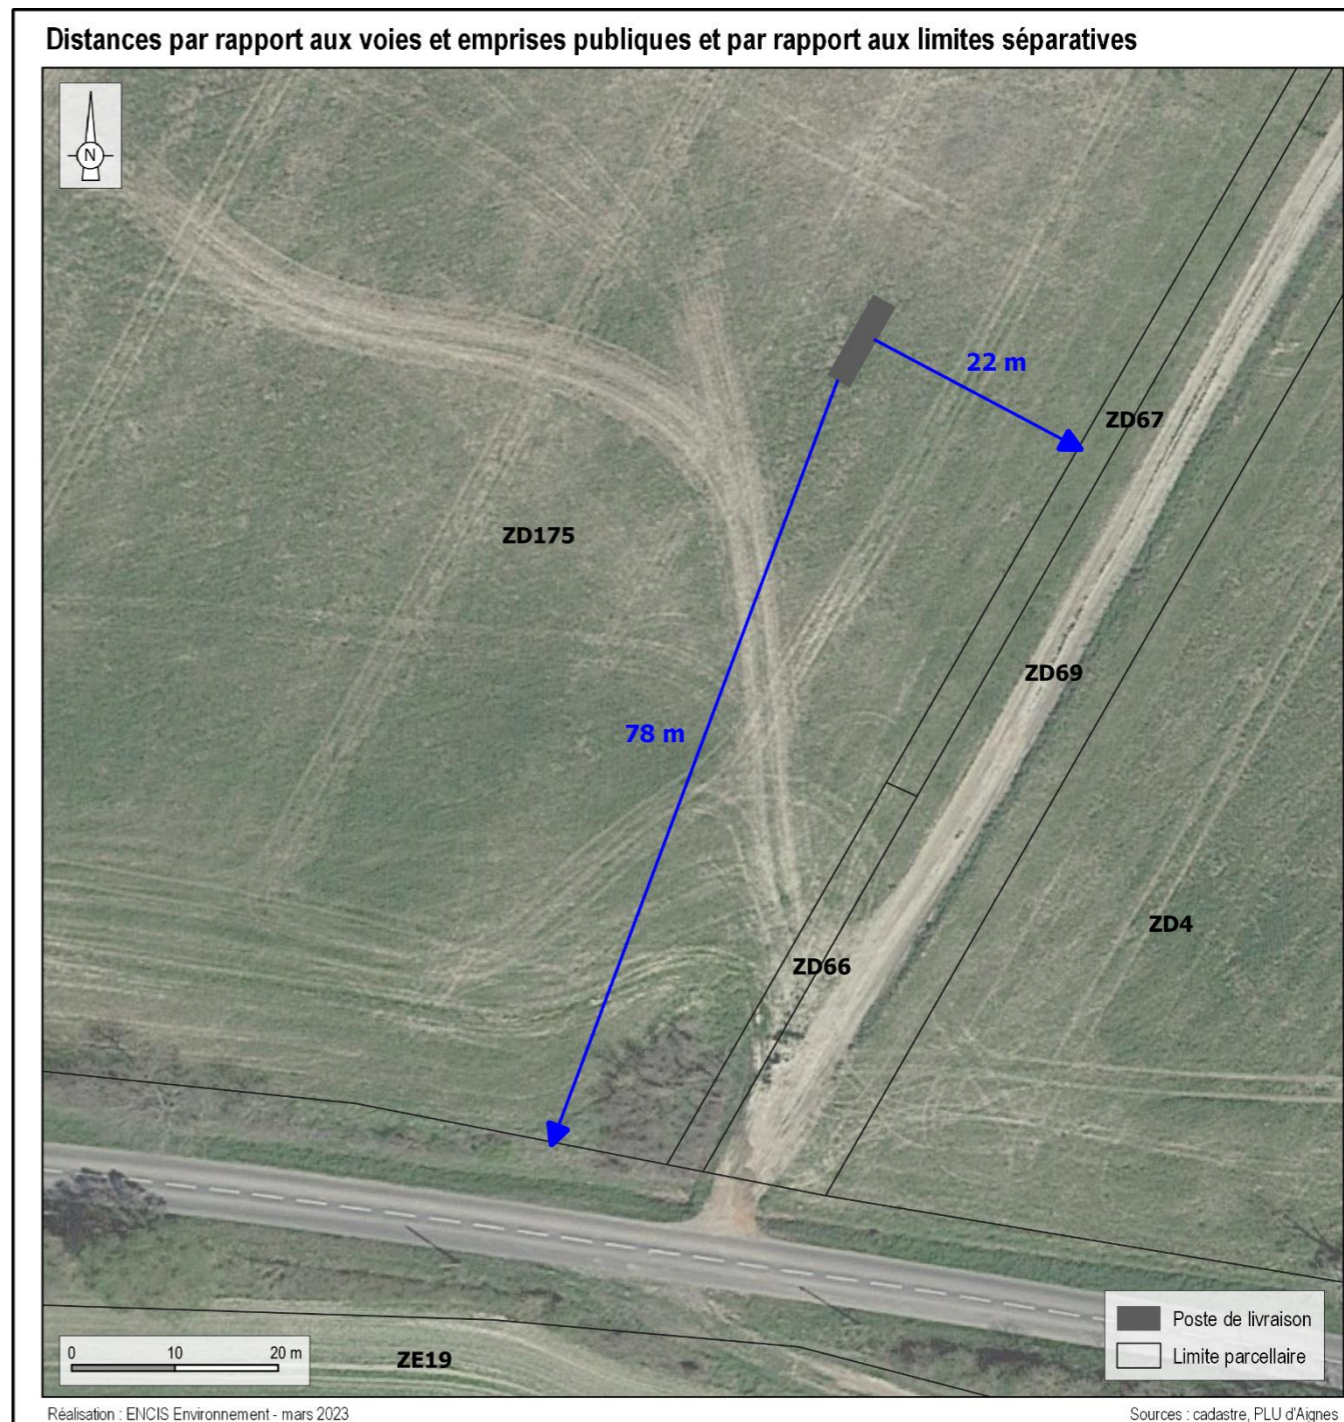 Distances par rapport aux voies et emprises publiques et par rapport aux limites séparatives
N
22 m
ZD67
ZD175
ZD69
78 m
ZD4
ZD66
Poste de livraison
Limite parcellaire
0 10 20 m
ZE19
Réalisation : ENCIS Environnement - mars 2023 Sources : cadastre, PLU d'Aignes